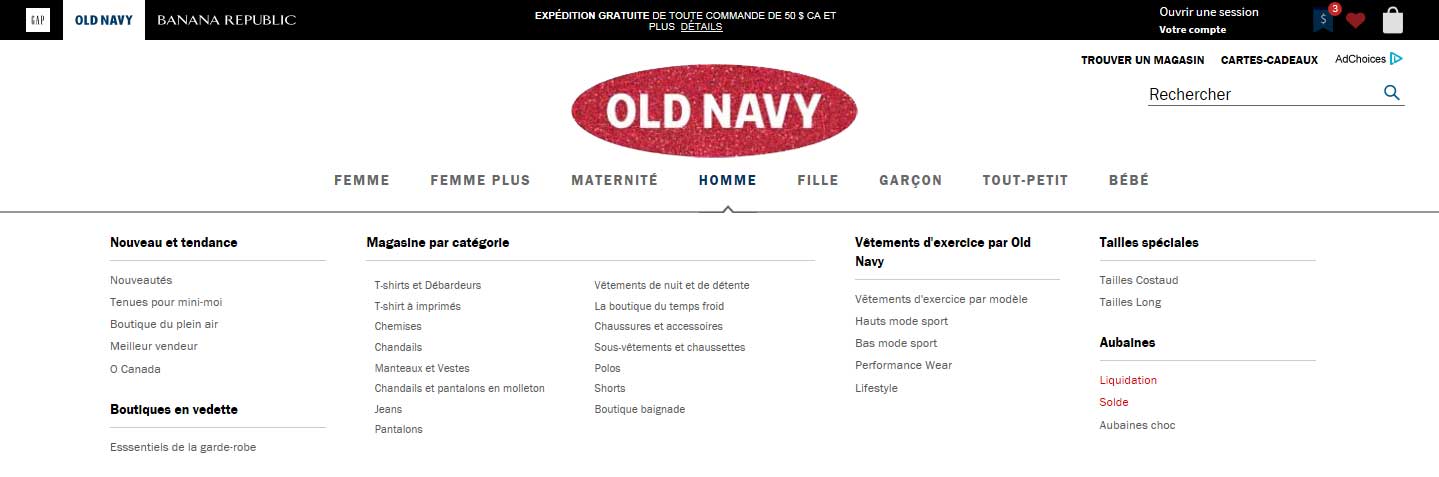 GAP
OLD NAVY
BANANA REPUBLIC
EXPÉDITION GRATUITE DE TOUTE COMMANDE DE 50 $ CA ET
PLUS DÉTAILS
Ouvrir une session
Votre compte
$
3
TROUVER UN MAGASIN
CARTES-CADEAUX
AdChoices
Rechercher
OLD NAVY
FEMME
FEMME PLUS
MATERNITÉ
HOMME
FILLE
GARÇON
TOUT-PETIT
BÉBÉ
Nouveau et tendance
Nouveautés
Tenues pour mini-moi
Boutique du plein air
Meilleur vendeur
O Canada
Boutiques en vedette
Esssentiels de la garde-robe
Magasine par catégorie
T-shirts et Débardeurs
T-shirt à imprimés
Chemises
Chandails
Manteaux et Vestes
Chandails et pantalons en molleton
Jeans
Pantalons
Vêtements de nuit et de détente
La boutique du temps froid
Chaussures et accessoires
Sous-vêtements et chaussettes
Polos
Shorts
Boutique baignade
Vêtements d'exercice par Old
Navy
Vêtements d'exercice par modèle
Hauts mode sport
Bas mode sport
Performance Wear
Lifestyle
Tailles spéciales
Tailles Costaud
Tailles Long
Aubaines
Liquidation
Solde
Aubaines choc